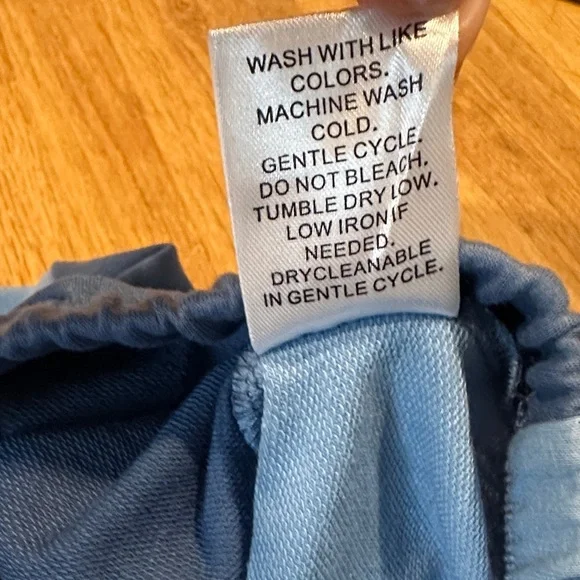 WASH WITH LIKE
COLORS.
MACHINE WASH
COLD.
GENTLE CYCLE.
DO NOT BLEACH.
TUMBLE DRY LOW.
LOW IRON IF
NEEDED.
DRYCLEANABLE
IN GENTLE CYCLE.